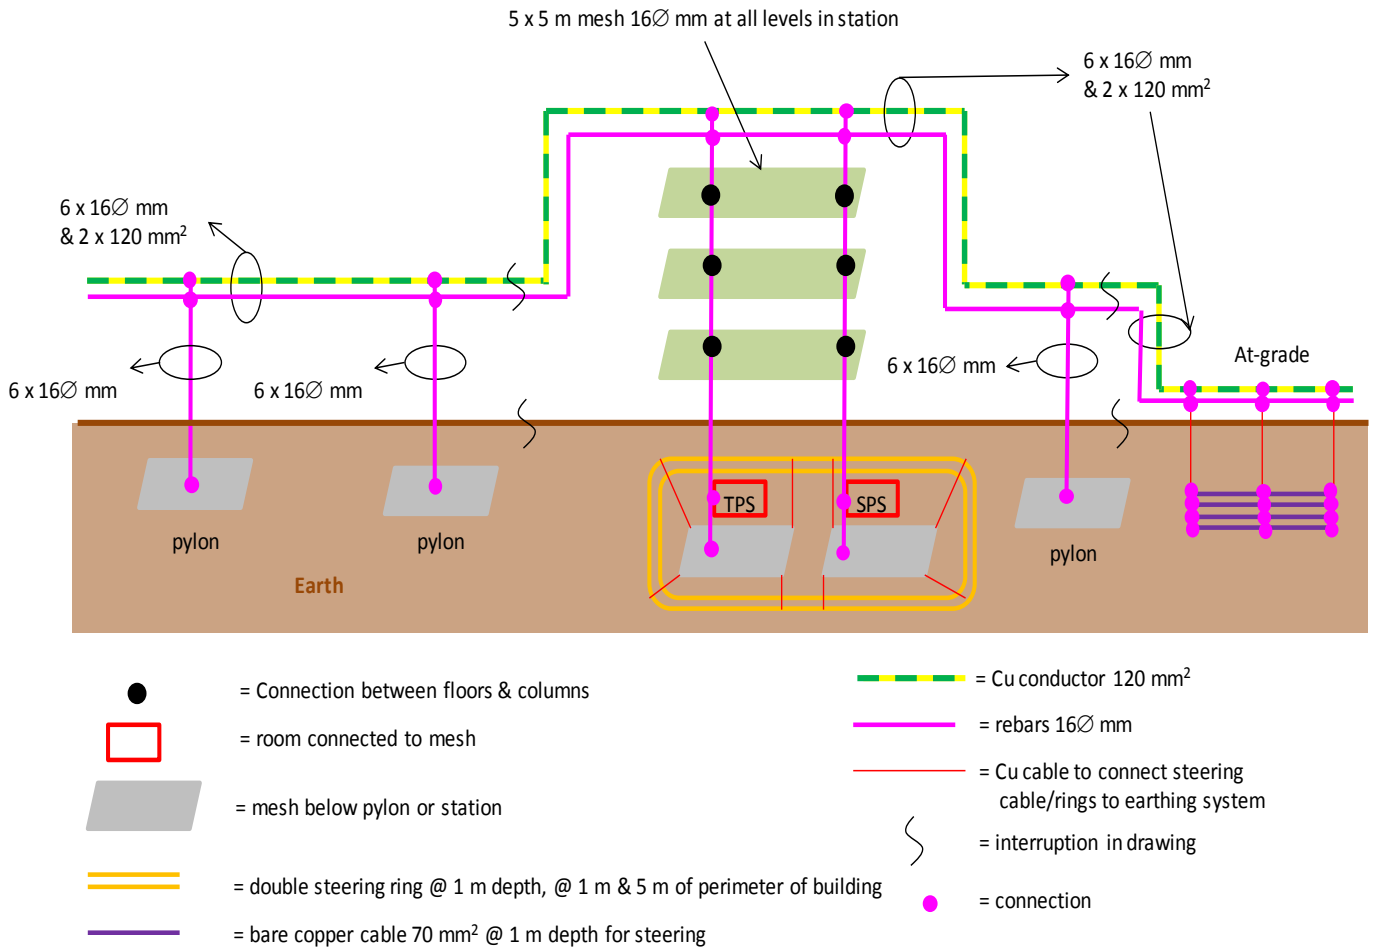 5 x 5 m mesh 16∅ mm at all levels in station
6 x 16∅ mm
& 2 x 120 mm²
6 x 16∅ mm
& 2 x 120 mm²
At-grade
6 x 16∅ mm
6 x 16∅ mm
6 x 16∅ mm
TPS
SPS
pylon
pylon
pylon
Earth
= Connection between floors & columns
= room connected to mesh
= mesh below pylon or station
= double steering ring @ 1 m depth, @ 1 m & 5 m of perimeter of building
= bare copper cable 70 mm² @ 1 m depth for steering
= Cu conductor 120 mm²
= rebars 16∅ mm
= Cu cable to connect steering
cable/rings to earthing system
= interruption in drawing
= connection